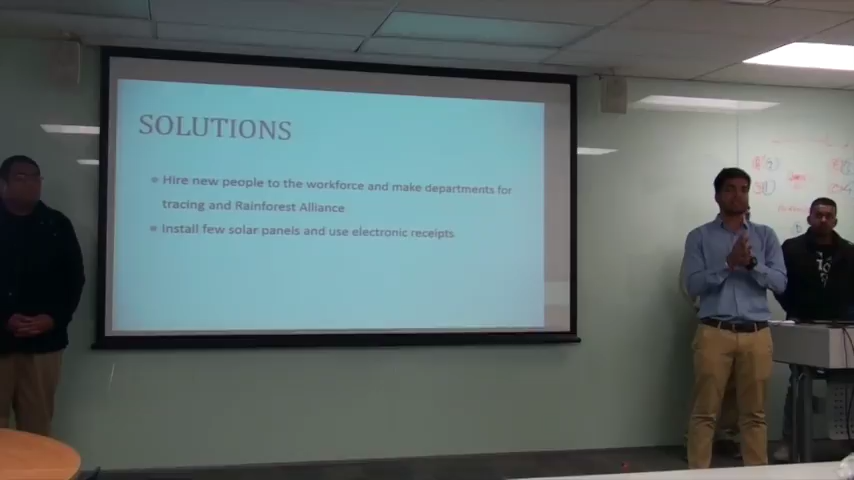 SOLUTIONS
Hire new people to the workforce and make departments for
tracing and Rainforest Alliance
Install few solar panels and use electronic receipts